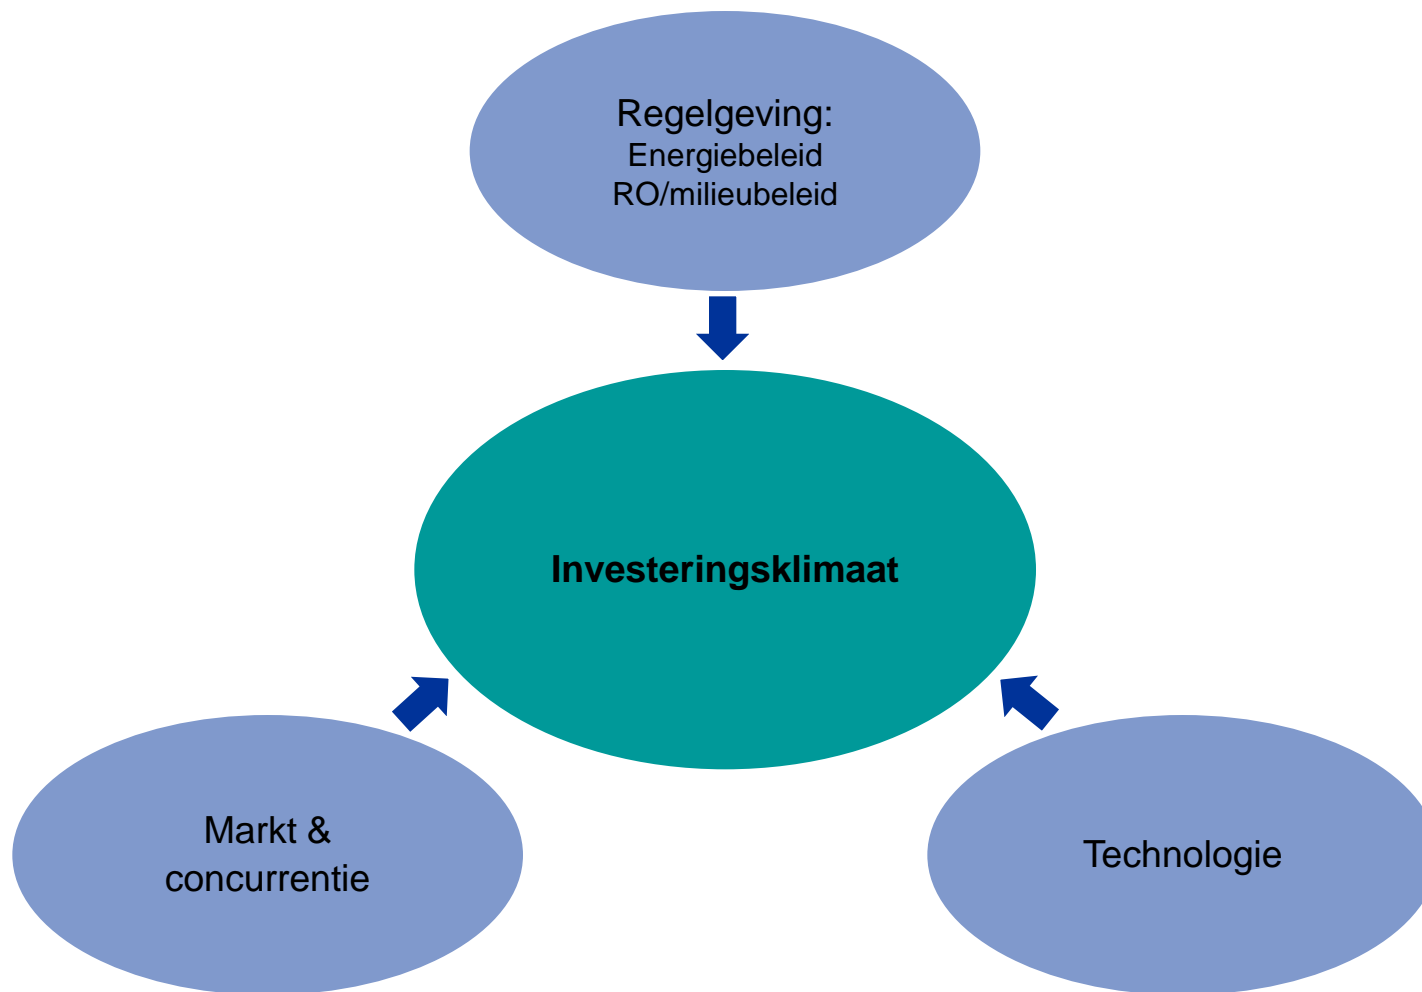 Regelgeving:
Energiebeleid
RO/milieubeleid
Investeringsklimaat
Markt &
concurrentie
Technologie